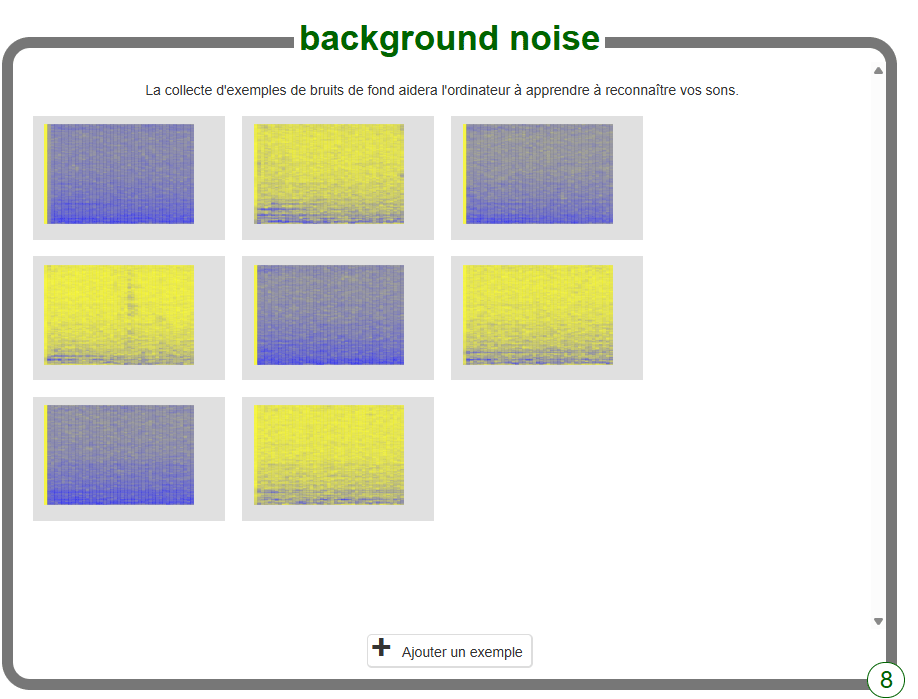 background noise
La collecte d'exemples de bruits de fond aidera l'ordinateur à apprendre à reconnaître vos sons.
Ajouter un exemple
8